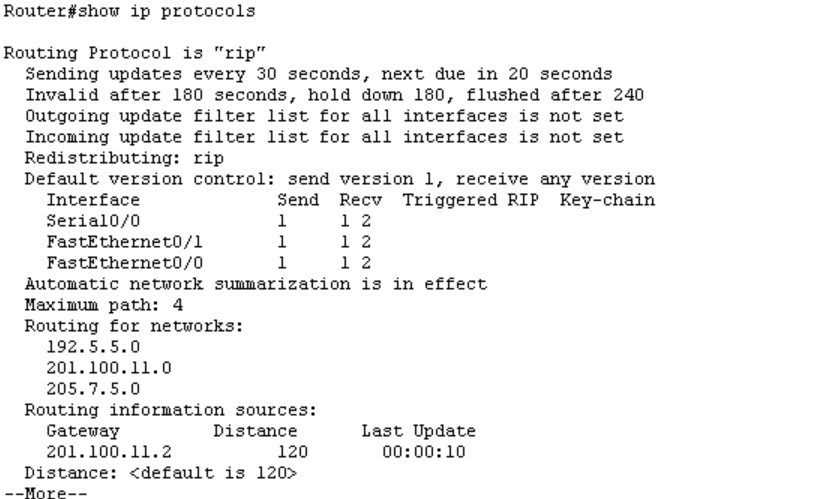 Router#show ip protocols
Routing Protocol is "rip"
Sending updates every 30 seconds, next due in 20 seconds
Invalid after 180 seconds, hold down 180, flushed after 240
Outgoing update filter list for all interfaces is not set
Incoming update filter list for all interfaces is not set
Redistributing: rip
Default version control: send version 1, receive any version
Interface Send Recv Triggered RIP Key-chain
Serial0/0 1 1 2
FastEthernet0/1 1 1 2
FastEthernet0/0 1 1 2
Automatic network summarization is in effect
Maximum path: 4
Routing for networks:
192.5.5.0
201.100.11.0
205.7.5.0
Routing information sources:
Gateway Distance Last Update
201.100.11.2 120 00:00:10
Distance: <default is 120>
--More--